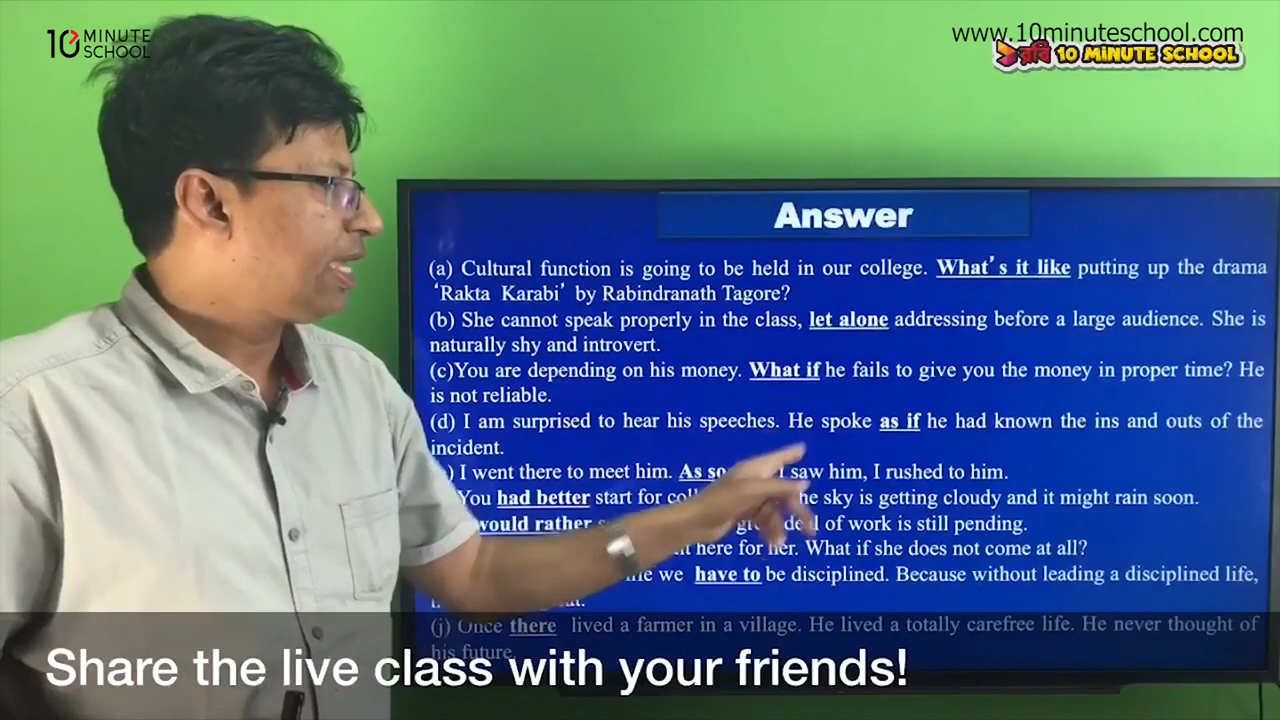 10 MINUTE
SCHOOL
www.10minuteschool.com
রবি 10 MINUTE SCHOOL
Answer
(a) Cultural function is going to be held in our college. What's it like putting up the drama
‘Rakta Karabi’ by Rabindranath Tagore?
(b) She cannot speak properly in the class, let alone addressing before a large audience. She is
naturally shy and introvert.
(c)You are depending on his money. What if he fails to give you the money in proper time? He
is not reliable.
(d) I am surprised to hear his speeches. He spoke as if he had known the ins and outs of the
incident.
I went there to meet him. As I saw him, I rushed to him.
You had better start for he sky is getting cloudy and it might rain soon.
would rather of work is still pending.
here for her. What if she does not come at all?
we have to be disciplined. Because without leading a disciplined life,
(j) Once there lived a farmer in a village. He lived a totally carefree life. He never thought of
his future.
Share the live class with your friends!